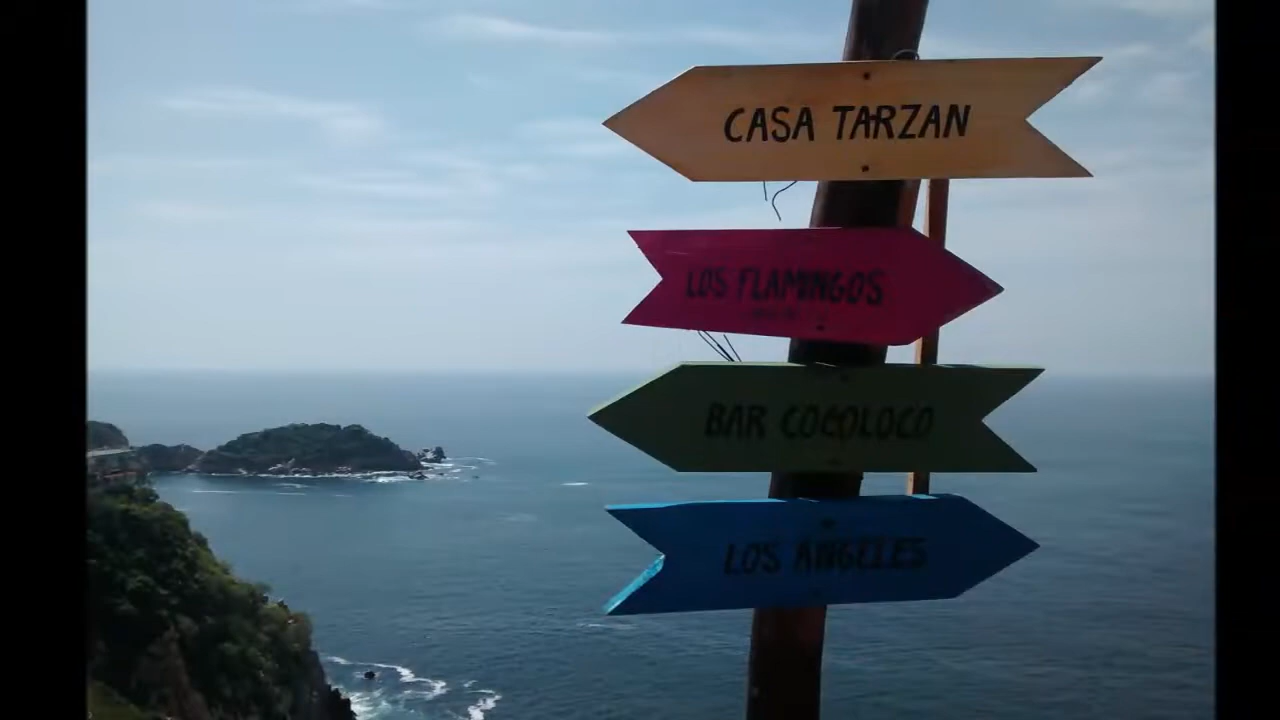 CASA TARZAN
LOS FLAMINGOS
BAR COCOLOCO
LOS ANGELES